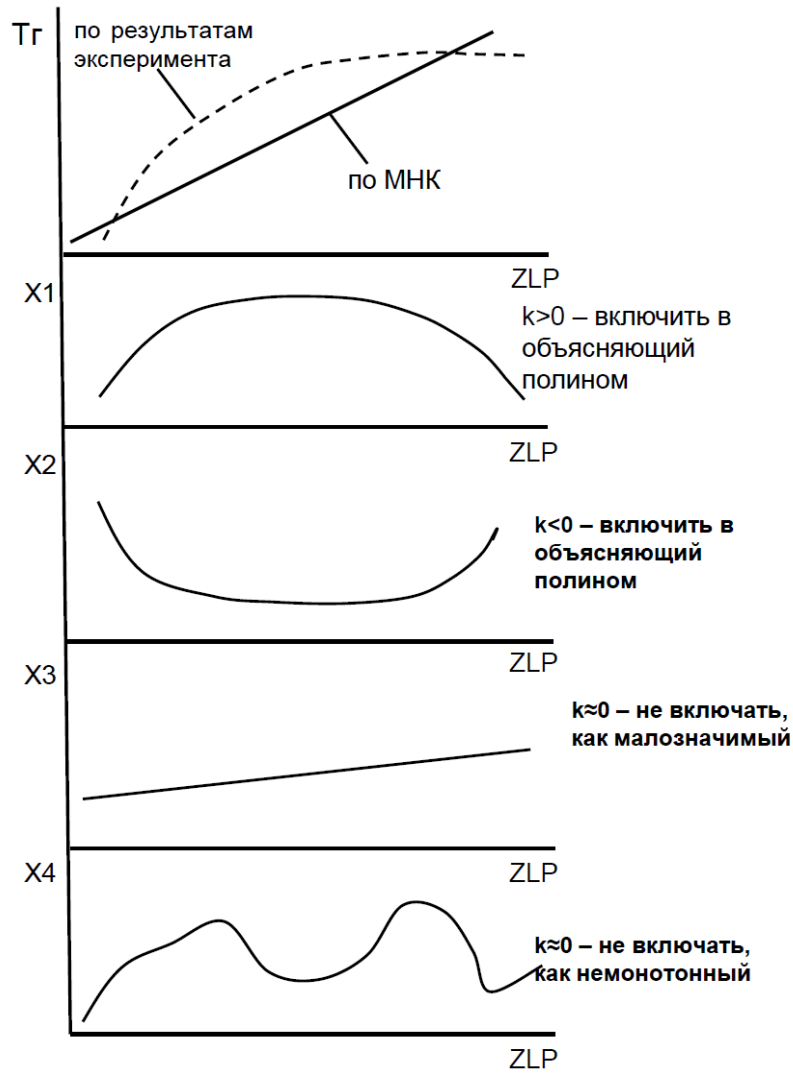 Тг
по результатам
эксперимента
по МНК
ZLP
X1
k>0 – включить в
объясняющий
полином
ZLP
X2
k<0 – включить в
объясняющий
полином
ZLP
X3
k≈0 – не включать,
как малозначимый
ZLP
X4
k≈0 – не включать,
как немонотонный
ZLP